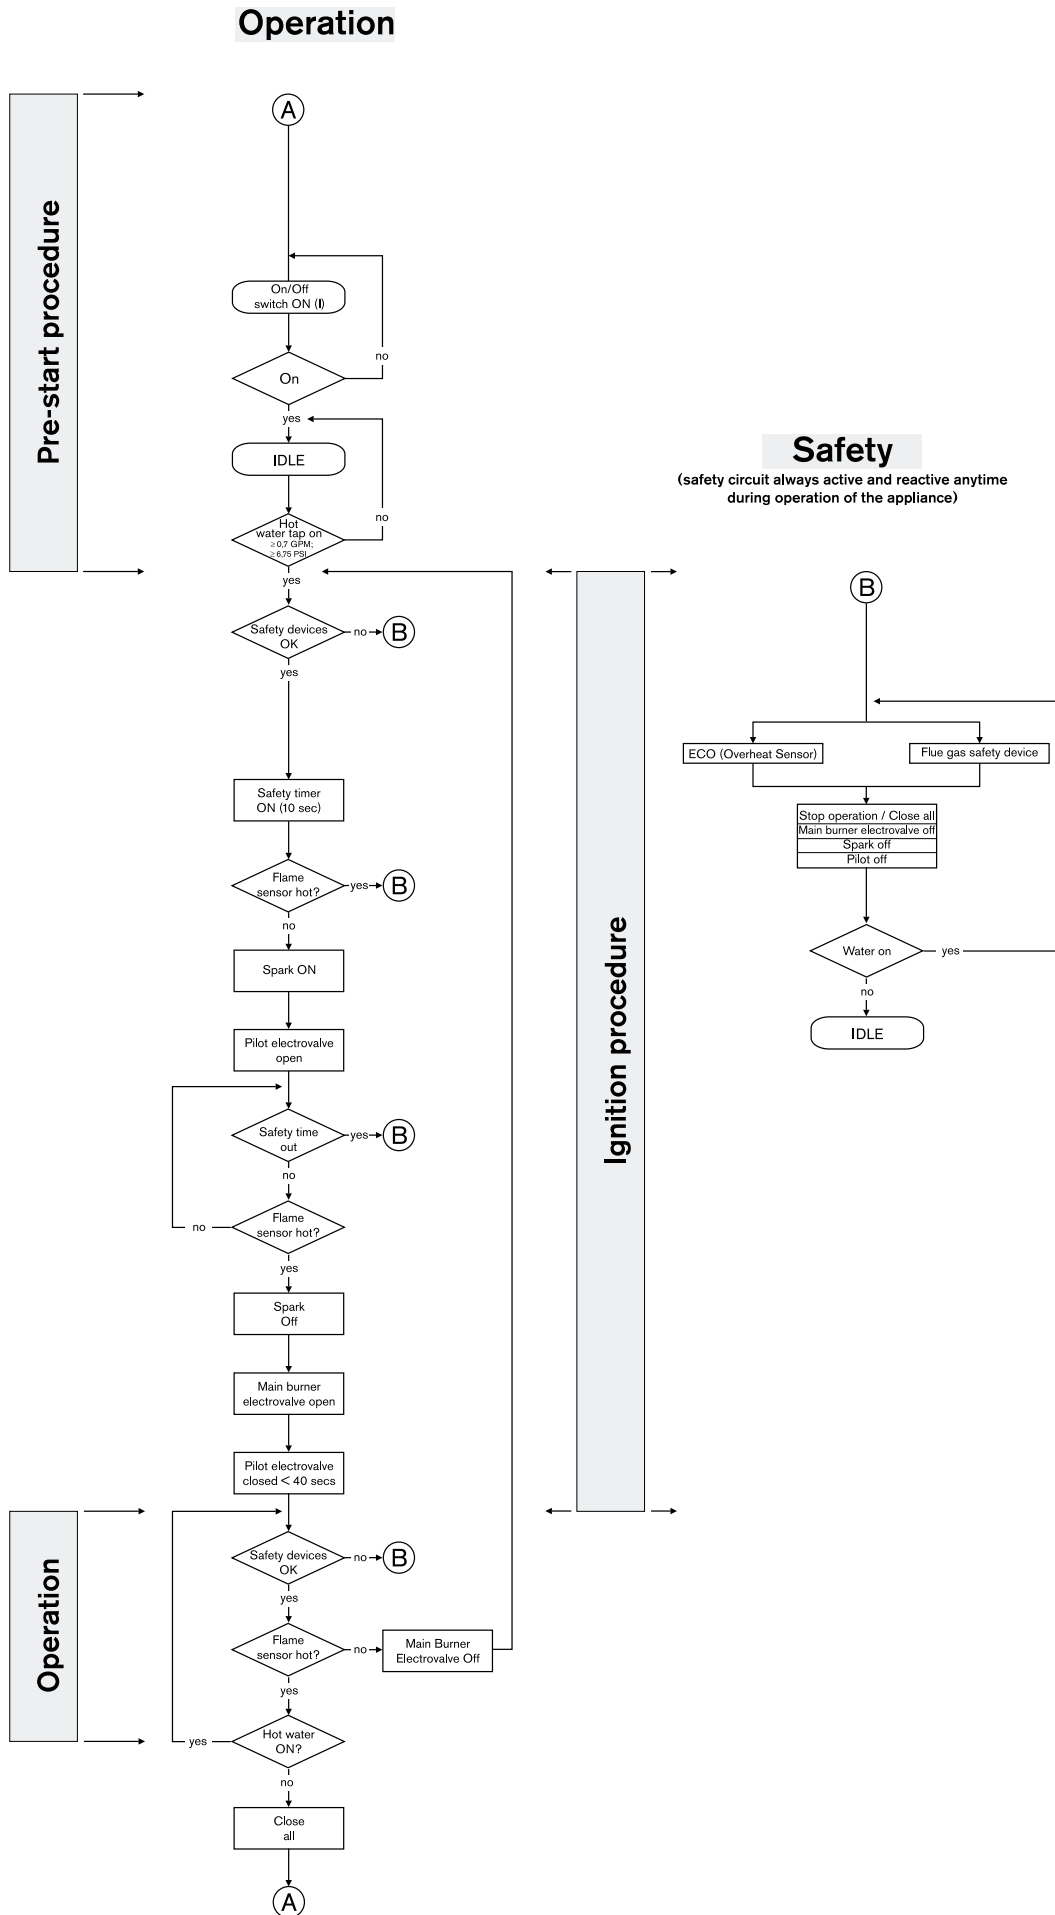 Operation
Pre-start procedure
A
On/Off
switch ON (I)
no
On
yes
IDLE
no
Hot
water tap on
≥0,7 GPM;
≥6,75 PSI
yes
Safety devices
OK
no
B
yes
Safety timer
ON (10 sec)
Flame
sensor hot?
yes
B
no
Spark ON
Pilot electrovalve
open
Safety time
out
yes
B
no
Flame
sensor hot?
no
yes
Spark
Off
Main burner
electrovalve open
Pilot electrovalve
closed < 40 secs
Operation
Safety devices
OK
no
B
yes
Flame
sensor hot?
no
Main Burner
Electrovalve Off
yes
Hot water
ON?
yes
no
Close
all
A
Ignition procedure
Safety
(safety circuit always active and reactive anytime
during operation of the appliance)
B
ECO (Overheat Sensor)
Flue gas safety device
Stop operation / Close all
Main burner electrovalve off
Spark off
Pilot off
Water on
yes
no
IDLE